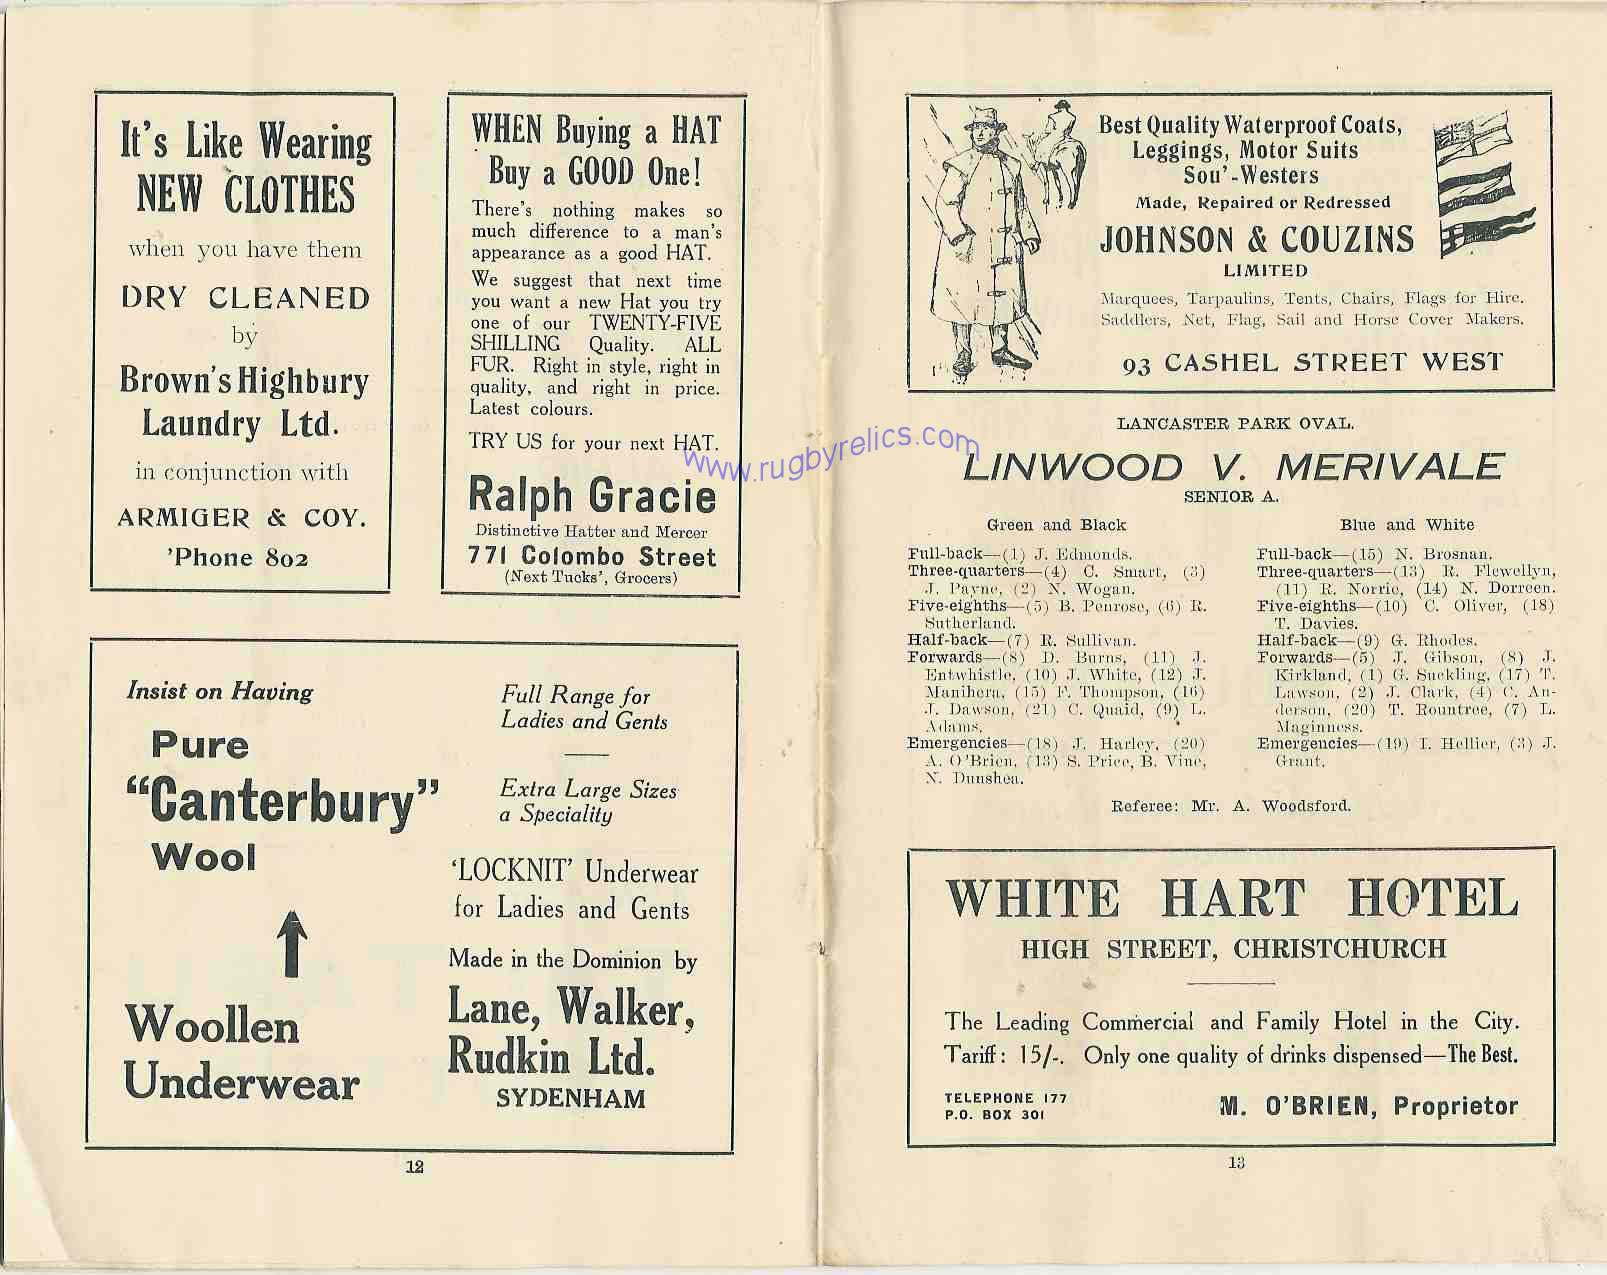 It's Like Wearing
NEW CLOTHES
when you have them
DRY CLEANED
by
Brown's Highbury
Laundry Ltd.
in conjunction with
ARMIGER & COY.
'Phone 802
WHEN Buying a HAT
Buy a GOOD One!
There's nothing makes so
much difference to a man's
appearance as a good HAT.
We suggest that next time
you want a new Hat you try
one of our TWENTY-FIVE
SHILLING Quality. ALL
FUR. Right in style, right in
quality, and right in price.
Latest colours.
TRY US for your next HAT.
Ralph Gracie
Distinctive Hatter and Mercer
771 Colombo Street
(Next Tucks', Grocers)
Insist on Having
Pure
"Canterbury"
Wool
Woollen
Underwear
Full Range for
Ladies and Gents
Extra Large Sizes
a Speciality
'LOCKNIT' Underwear
for Ladies and Gents
Made in the Dominion by
Lane, Walker,
Rudkin Ltd.
SYDENHAM
12
www.rugbyrelics.com
Best Quality Waterproof Coats,
Leggings, Motor Suits
Sou'-Westers
Made, Repaired or Redressed
JOHNSON & COUZINS
LIMITED
Marquees, Tarpaulins, Tents, Chairs, Flags for Hire.
Saddlers, Net, Flag, Sail and Horse Cover Makers.
93 CASHEL STREET WEST
LANCASTER PARK OVAL.
LINWOOD V. MERIVALE
SENIOR A.
Green and Black
Full-back—(1) J. Edmonds.
Three-quarters—(4) C. Smart, (3)
J. Payne, (2) N. Wogan.
Five-eighths—(5) B. Penrose, (6) R.
Sutherland.
Half-back—(7) R. Sullivan.
Forwards—(8) D. Burns, (11) J.
Entwhistle, (10) J. White, (12) J.
Manihera, (15) F. Thompson, (16)
J. Dawson, (21) C. Quaid, (9) L.
Adams.
Emergencies—(18) J. Harley, (20)
A. O'Brien, (13) S. Price, B. Vine,
N. Dunshea.
Blue and White
Full-back—(15) N. Brosnan.
Three-quarters—(13) R. Flewellyn,
(11) R. Norrie, (14) N. Dorreen.
Five-eighths—(10) C. Oliver, (18)
T. Davies.
Half-back—(9) G. Rhodes.
Forwards—(5) J. Gibson, (8) J.
Kirkland, (1) G. Suckling, (17) T.
Lawson, (2) J. Clark, (4) C. An-
derson, (20) T. Rountree, (7) L.
Maginness.
Emergencies—(19) I. Hellier, (3) J.
Grant.
Referee: Mr. A. Woodsford.
WHITE HART HOTEL
HIGH STREET, CHRISTCHURCH
The Leading Commercial and Family Hotel in the City.
Tariff: 15/-. Only one quality of drinks dispensed—The Best.
TELEPHONE 177
P.O. BOX 301
M. O'BRIEN, Proprietor
13